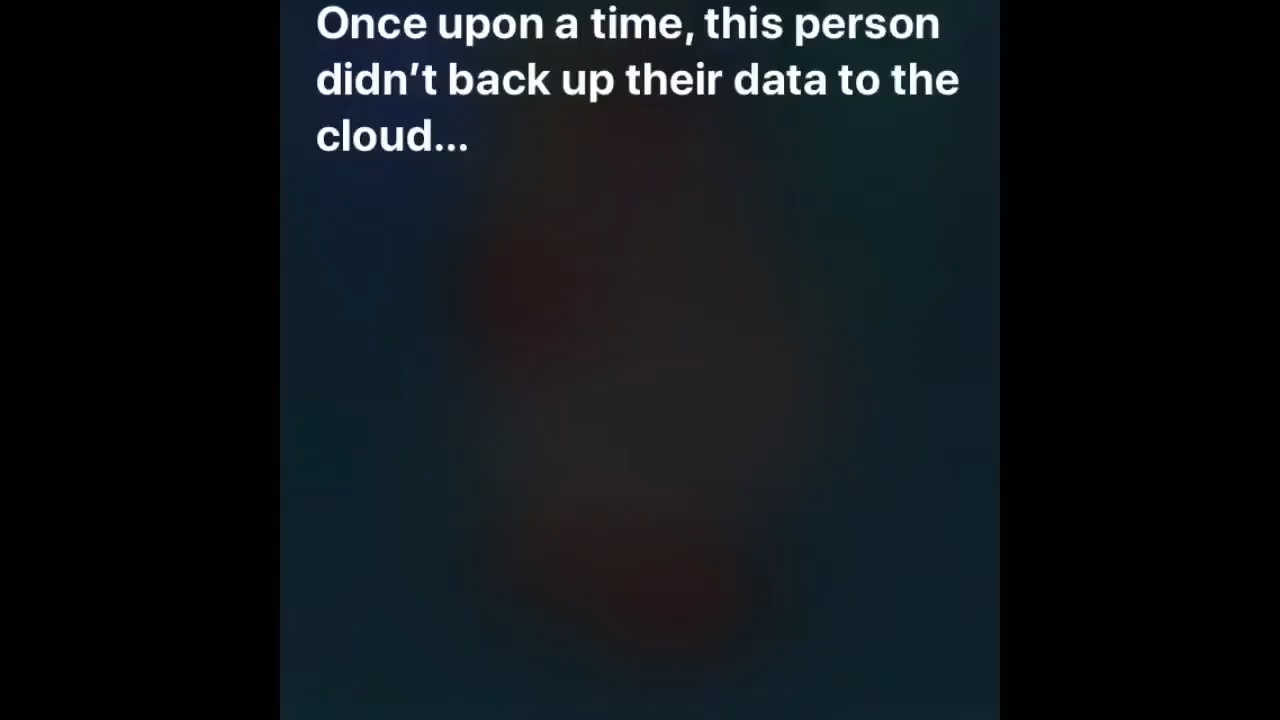 Once upon a time, this person
didn’t back up their data to the
cloud...